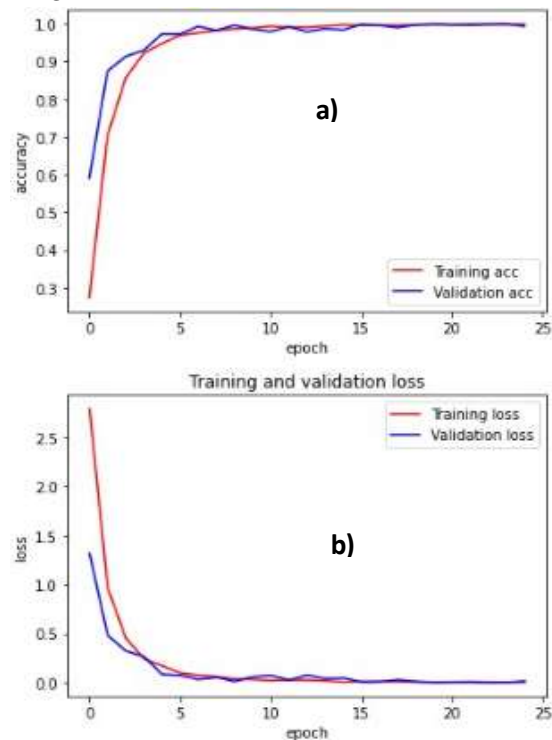 1.0
0.9
0.8
0.7
0.6
0.5
0.4
0.3
accuracy
a)
Training acc
Validation acc
0 5 10 15 20 25
epoch
Training and validation loss
2.5
2.0
1.5
1.0
0.5
0.0
loss
Training loss
Validation loss
b)
0 5 10 15 20 25
epoch